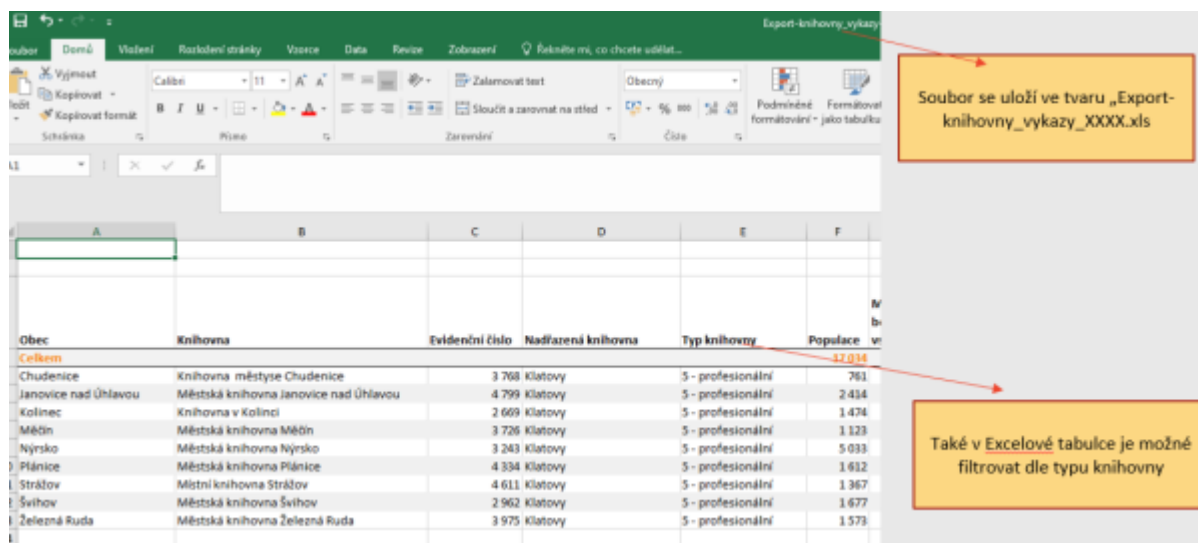 Export-knihovny_vykazy
Domů Vložení Rozložení stránky Vzorce Data Revize Zobrazení Řekněte mi, co chcete udělat...
Vyjmout
Kopírovat
Kopírovat formát
Schránka
Calibri 11
Písmo
Zalamovat text
Sloučit a zarovnat na střed
Zarovnání
Obecný
Číslo
Podmíněné formátování
Formátovat jako tabulku
A B C D E F
Obec Knihovna Evidenční číslo Nadřazená knihovna Typ knihovny Populace
Celkem 17 034
Chudenice Knihovna městyse Chudenice 3 768 Klatovy 5 - profesionální 761
Janovice nad Úhlavou Městská knihovna Janovice nad Úhlavou 4 799 Klatovy 5 - profesionální 2 414
Kolinec Knihovna v Kolinci 2 669 Klatovy 5 - profesionální 1 474
Měčín Městská knihovna Měčín 3 726 Klatovy 5 - profesionální 1 123
Nýrsko Městská knihovna Nýrsko 3 243 Klatovy 5 - profesionální 5 033
Plánice Městská knihovna Plánice 4 334 Klatovy 5 - profesionální 1 612
Strážov Místní knihovna Strážov 4 611 Klatovy 5 - profesionální 1 367
Švihov Městská knihovna Švihov 2 962 Klatovy 5 - profesionální 1 677
Železná Ruda Městská knihovna Železná Ruda 3 975 Klatovy 5 - profesionální 1 573
Soubor se uloží ve tvaru „Export-
knihovny_vykazy_XXXX.xls
Také v Excelové tabulce je možné
filtrovat dle typu knihovny